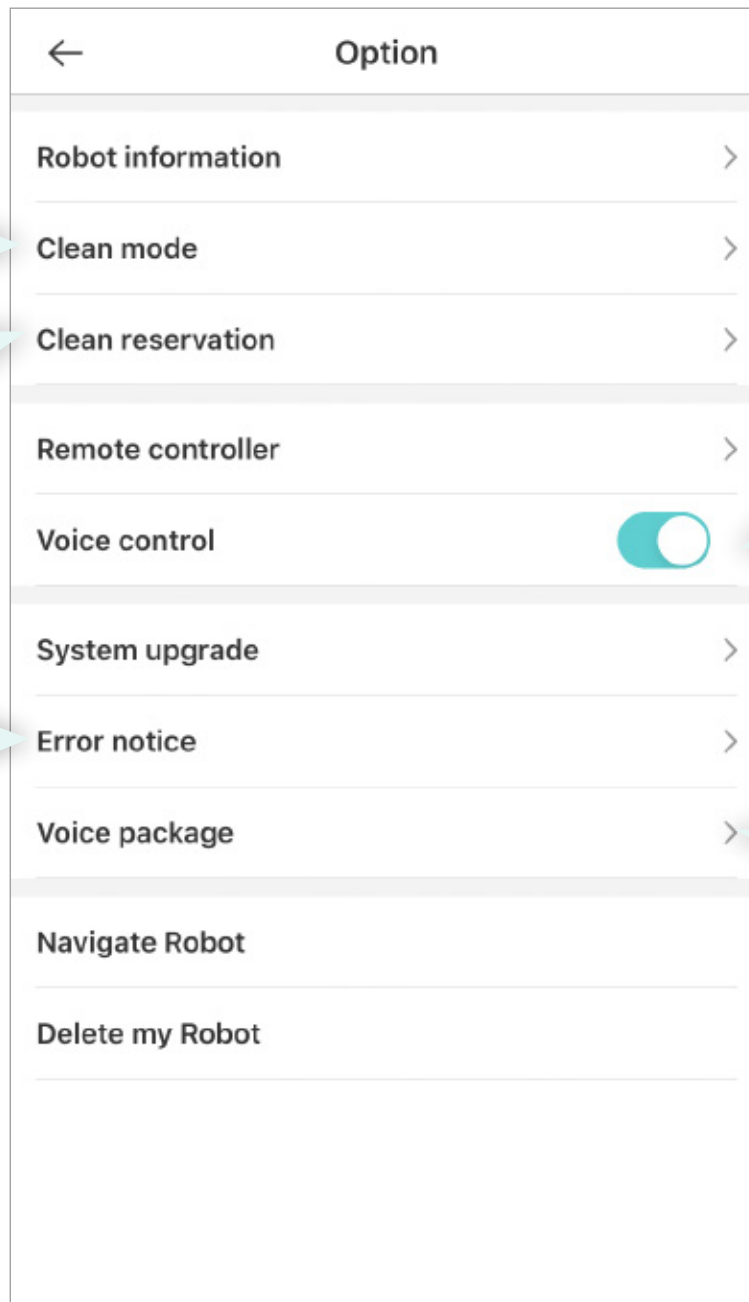 Option
Robot information
Clean mode
Clean reservation
Remote controller
Voice control
System upgrade
Error notice
Voice package
Navigate Robot
Delete my Robot